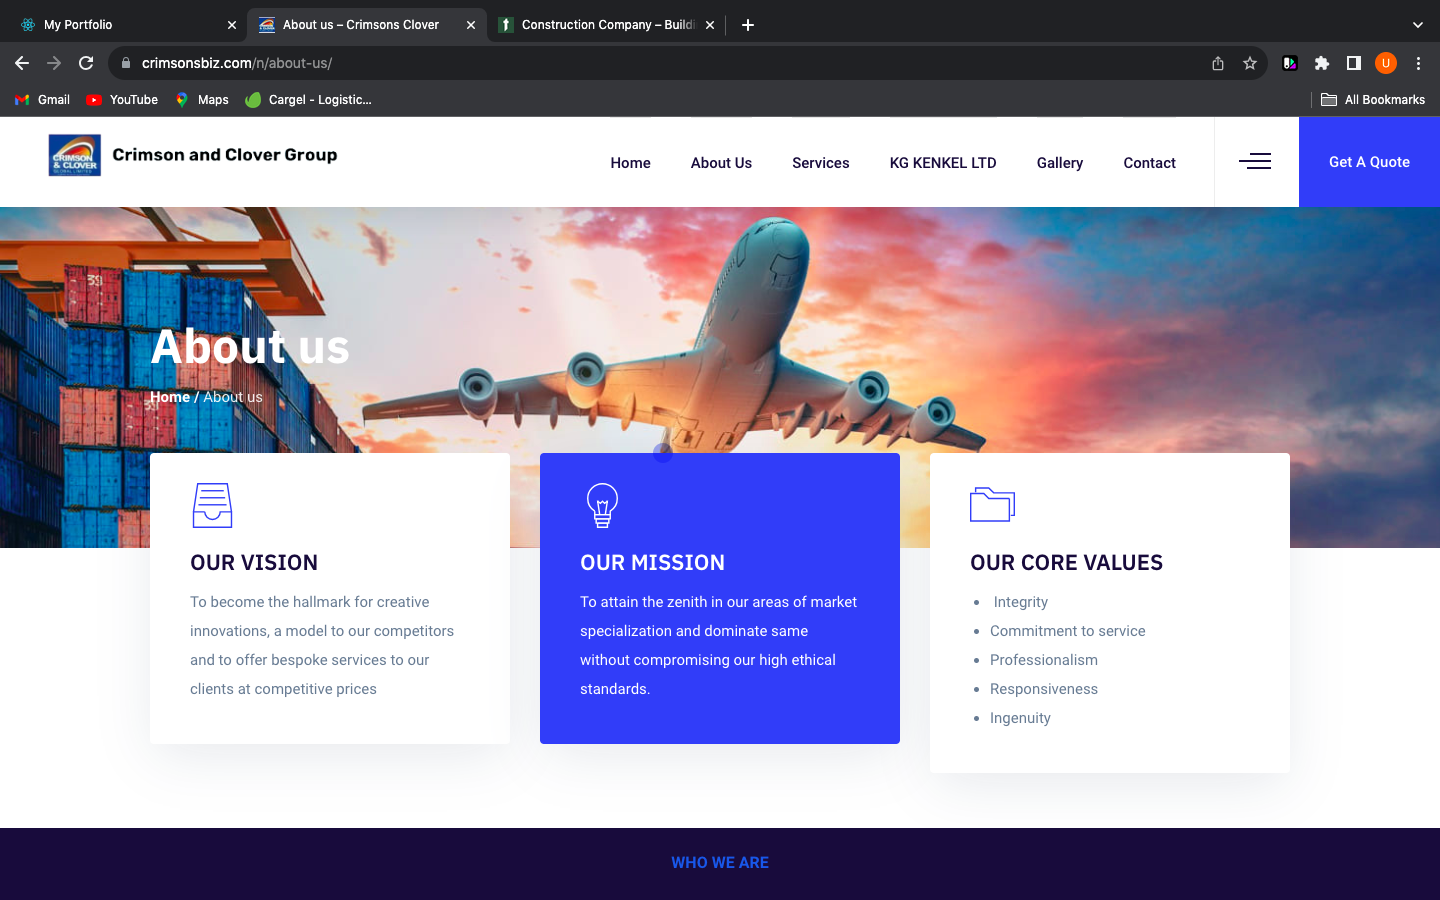 My Portfolio
About us – Crimsons Clover
Construction Company – Buildi
crimsonsbiz.com/n/about-us/
U
Gmail
YouTube
Maps
Cargel - Logistic...
All Bookmarks
CRIMSON
& CLOVER
GLOBAL LIMITED
Crimson and Clover Group
Home
About Us
Services
KG KENKEL LTD
Gallery
Contact
Get A Quote
39
About us
Home / About us
39
OUR VISION
To become the hallmark for creative
innovations, a model to our competitors
and to offer bespoke services to our
clients at competitive prices
OUR MISSION
To attain the zenith in our areas of market
specialization and dominate same
without compromising our high ethical
standards.
OUR CORE VALUES
• Integrity
• Commitment to service
• Professionalism
• Responsiveness
• Ingenuity
WHO WE ARE